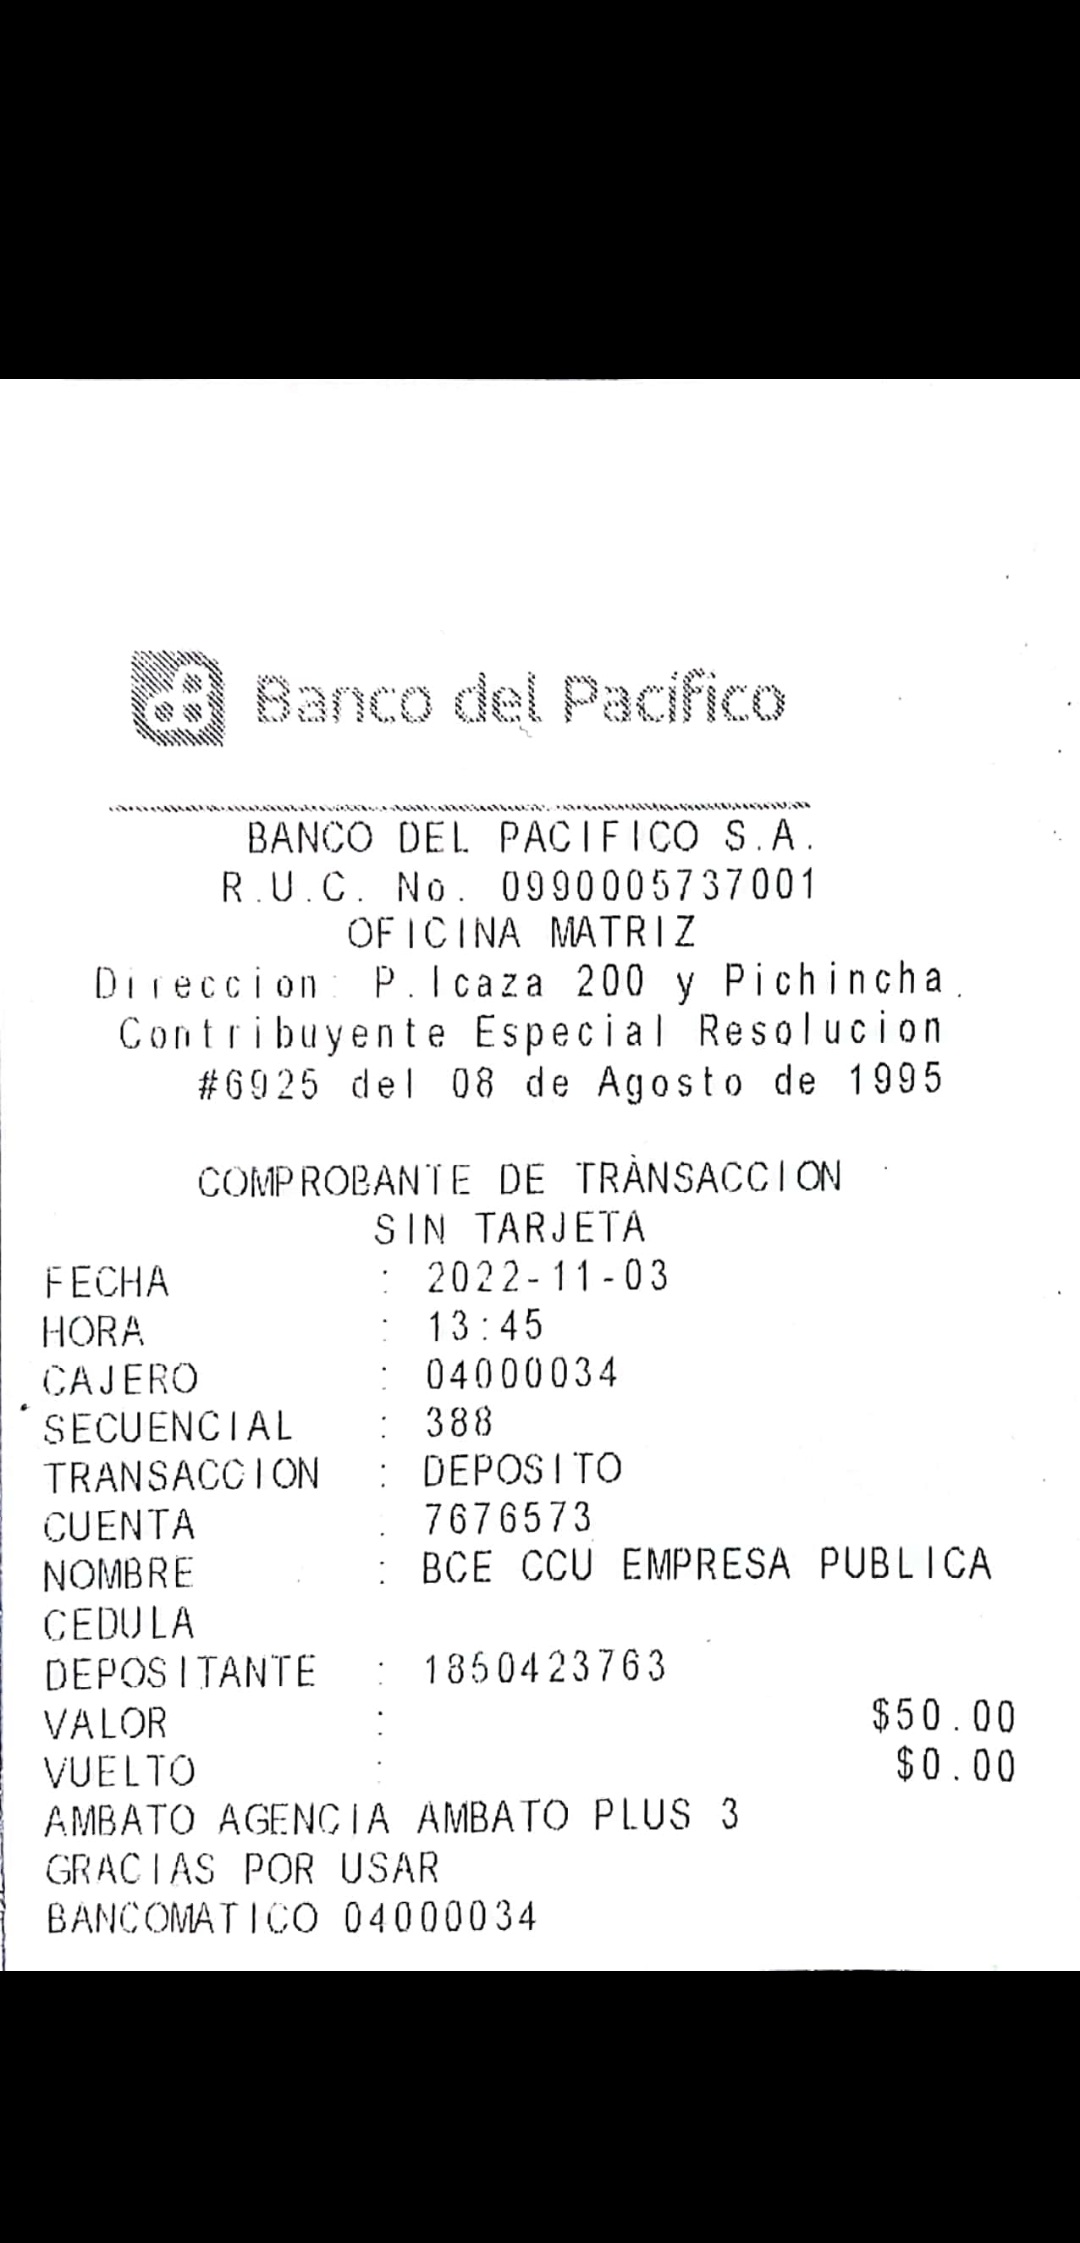 Banco del Pacífico
BANCO DEL PACIFICO S.A.
R.U.C. No. 0990005737001
OFICINA MATRIZ
Direccion: P.Icaza 200 y Pichincha.
Contribuyente Especial Resolucion
#6925 del 08 de Agosto de 1995
COMPROBANTE DE TRANSACCION
SIN TARJETA
FECHA : 2022-11-03
HORA : 13:45
CAJERO : 04000034
SECUENCIAL : 388
TRANSACCION : DEPOSITO
CUENTA : 7676573
NOMBRE : BCE CCU EMPRESA PUBLICA
CEDULA
DEPOSITANTE : 1850423763
VALOR : $50.00
VUELTO : $0.00
AMBATO AGENCIA AMBATO PLUS 3
GRACIAS POR USAR
BANCOMATICO 04000034